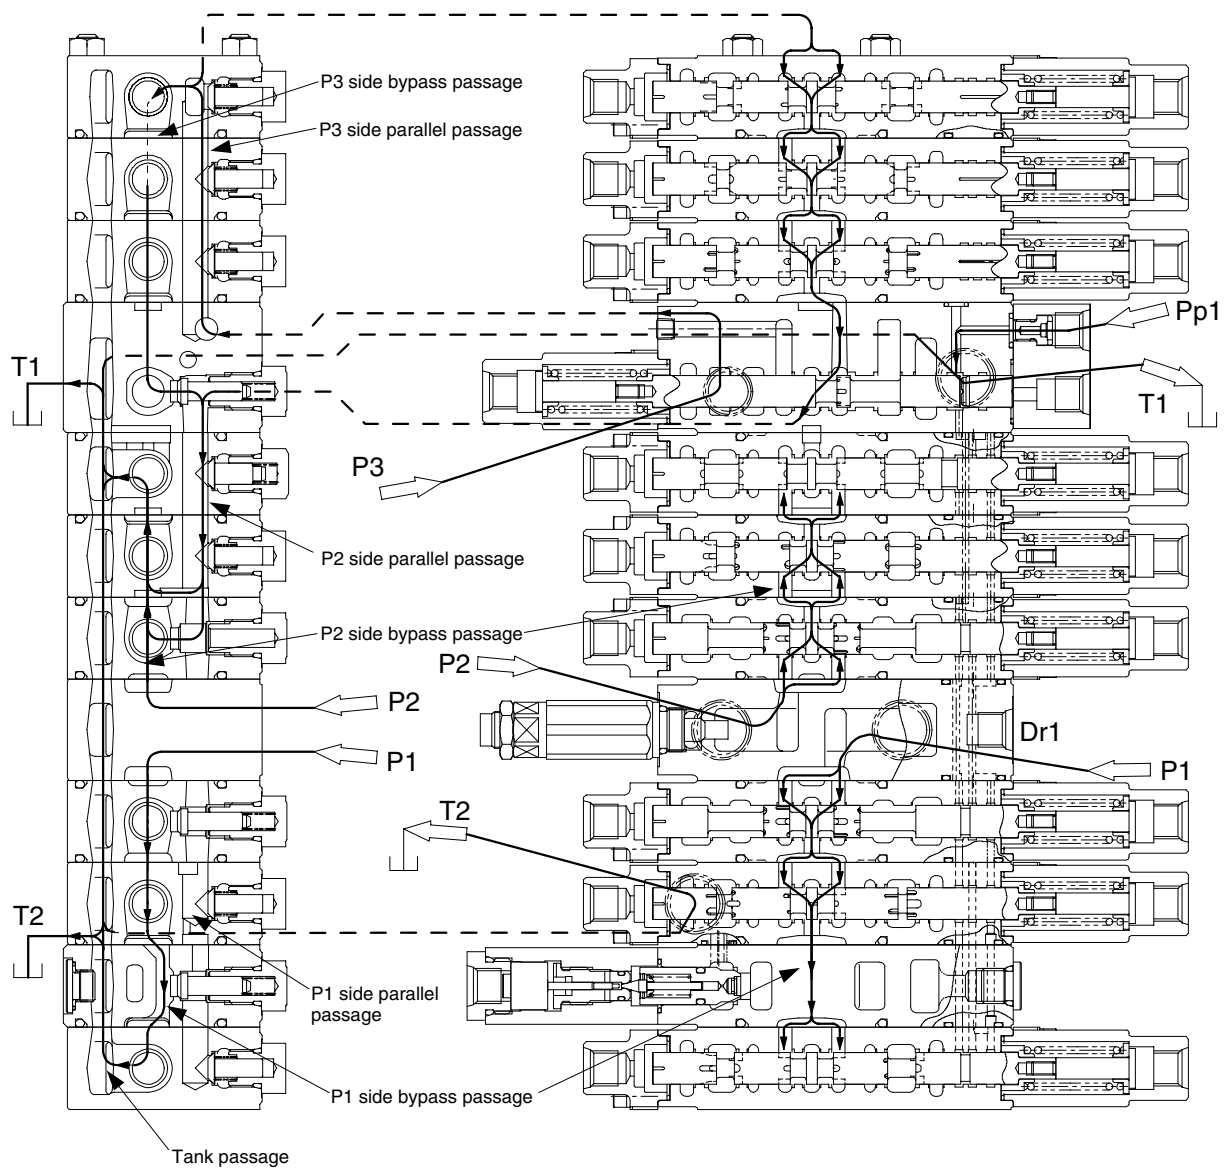 P3 side bypass passage
P3 side parallel passage
Pp1
T1
T1
P3
P2 side parallel passage
P2 side bypass passage
P2
P2
Dr1
P1
P1
T2
T2
P1 side parallel
passage
P1 side bypass passage
Tank passage